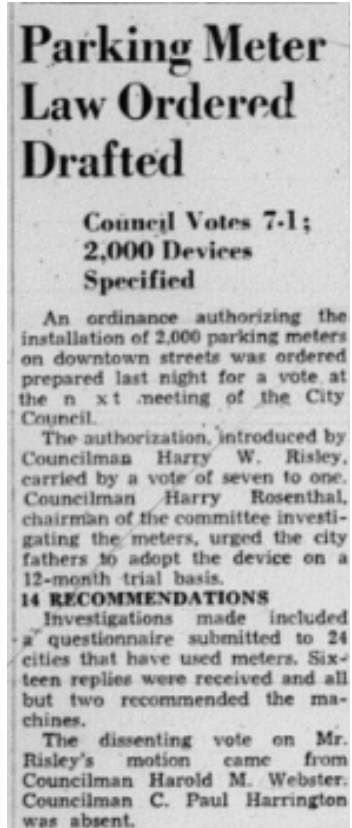 Parking Meter
Law Ordered
Drafted
Council Votes 7-1;
2,000 Devices
Specified
An ordinance authorizing the
installation of 2,000 parking meters
on downtown streets was ordered
prepared last night for a vote at
the n xt meeting of the City
Council.
The authorization, introduced by
Councilman Harry W. Risley,
carried by a vote of seven to one.
Councilman Harry Rosenthal,
chairman of the committee investi-
gating the meters, urged the city
fathers to adopt the device on a
12-month trial basis.
14 RECOMMENDATIONS
Investigations made included
a questionnaire submitted to 24
cities that have used meters. Six-
teen replies were received and all
but two recommended the ma-
chines.
The dissenting vote on Mr.
Risley's motion came from
Councilman Harold M. Webster.
Councilman C. Paul Harrington
was absent.